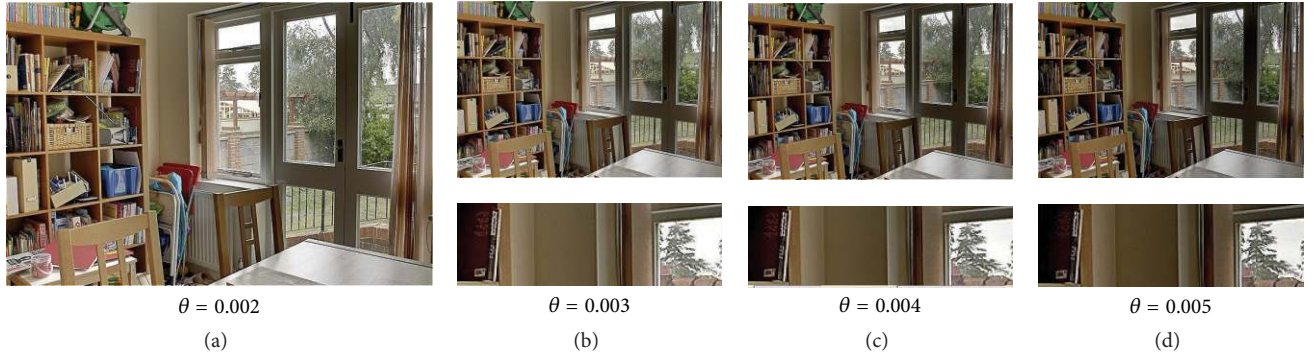 θ = 0.002
θ = 0.003
θ = 0.004
θ = 0.005
(a)
(b)
(c)
(d)